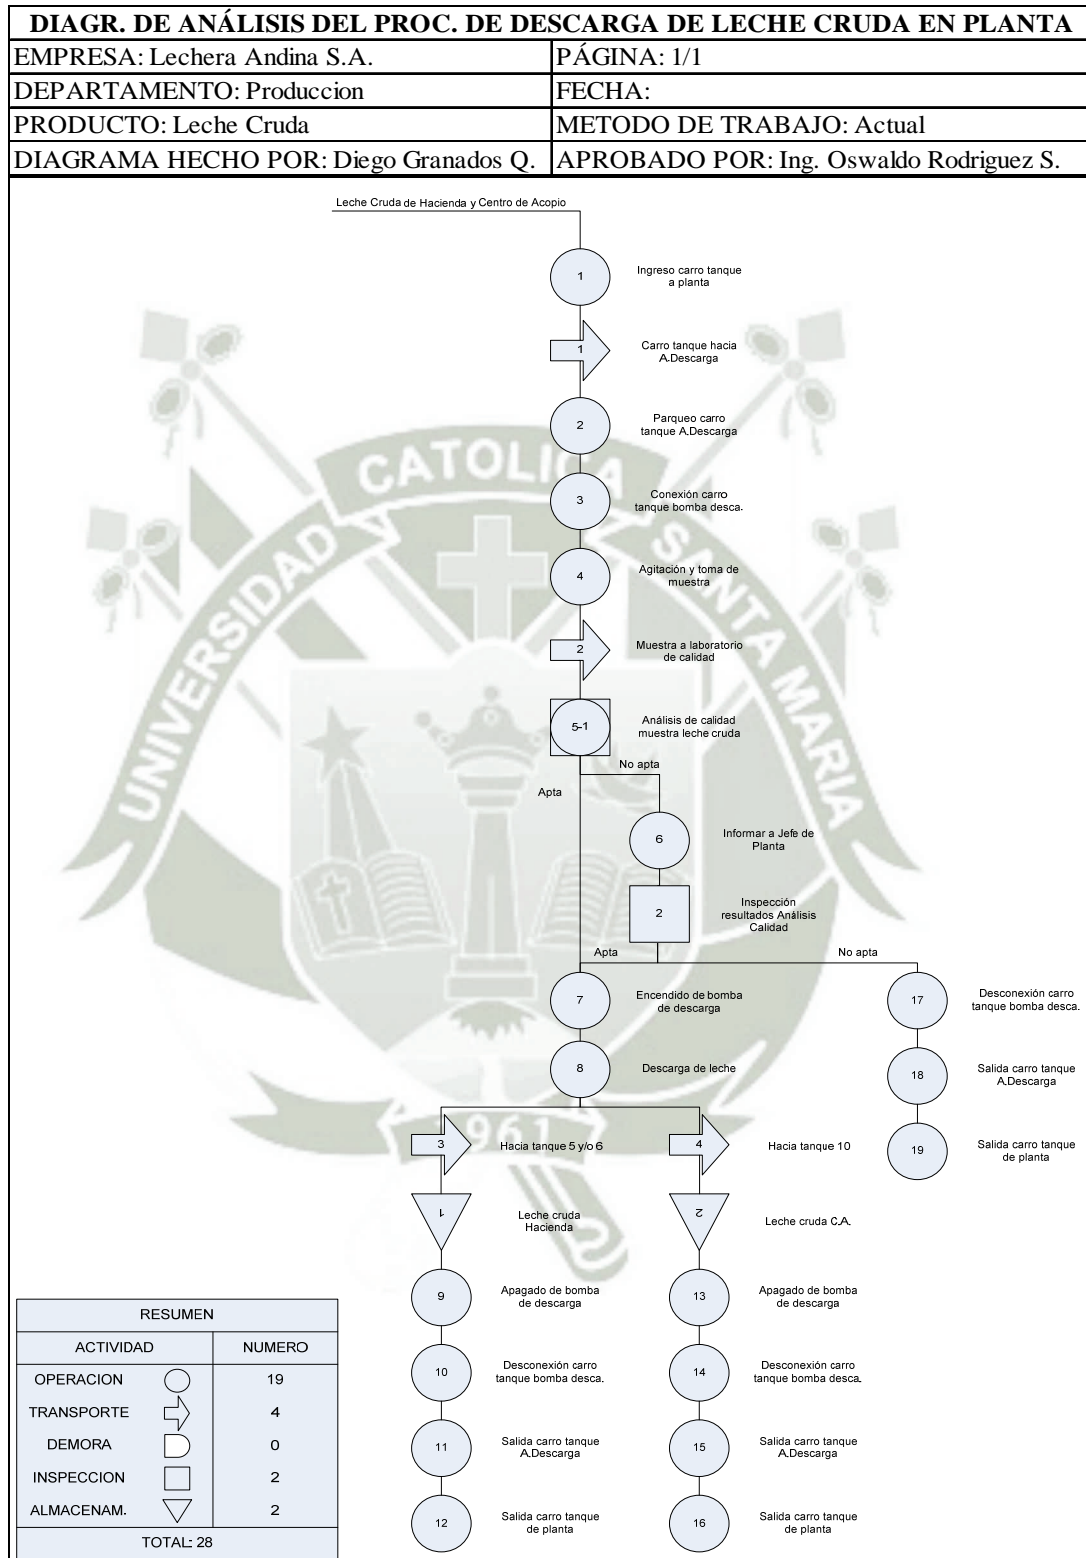 DIAGR. DE ANÁLISIS DEL PROC. DE DESCARGA DE LECHE CRUDA EN PLANTA
EMPRESA: Lechera Andina S.A.
PÁGINA: 1/1
DEPARTAMENTO: Produccion
FECHA:
PRODUCTO: Leche Cruda
METODO DE TRABAJO: Actual
DIAGRAMA HECHO POR: Diego Granados Q.
APROBADO POR: Ing. Oswaldo Rodriguez S.
Leche Cruda de Hacienda y Centro de Acopio
1
Ingreso carro tanque
a planta
1
Carro tanque hacia
A.Descarga
2
Parqueo carro
tanque A.Descarga
3
Conexión carro
tanque bomba desca.
4
Agitación y toma de
muestra
2
Muestra a laboratorio
de calidad
5-1
Análisis de calidad
muestra leche cruda
No apta
Apta
6
Informar a Jefe de
Planta
2
Inspección
resultados Análisis
Calidad
Apta
No apta
7
Encendido de bomba
de descarga
17
Desconexión carro
tanque bomba desca.
8
Descarga de leche
18
Salida carro tanque
A.Descarga
3
Hacia tanque 5 y/o 6
4
Hacia tanque 10
19
Salida carro tanque
de planta
1
Leche cruda
Hacienda
2
Leche cruda C.A.
9
Apagado de bomba
de descarga
13
Apagado de bomba
de descarga
10
Desconexión carro
tanque bomba desca.
14
Desconexión carro
tanque bomba desca.
11
Salida carro tanque
A.Descarga
15
Salida carro tanque
A.Descarga
12
Salida carro tanque
de planta
16
Salida carro tanque
de planta
RESUMEN
ACTIVIDAD NUMERO
OPERACION 19
TRANSPORTE 4
DEMORA 0
INSPECCION 2
ALMACENAM. 2
TOTAL: 28
UNIVERSIDAD CATOLICA SANTA MARIA
1961